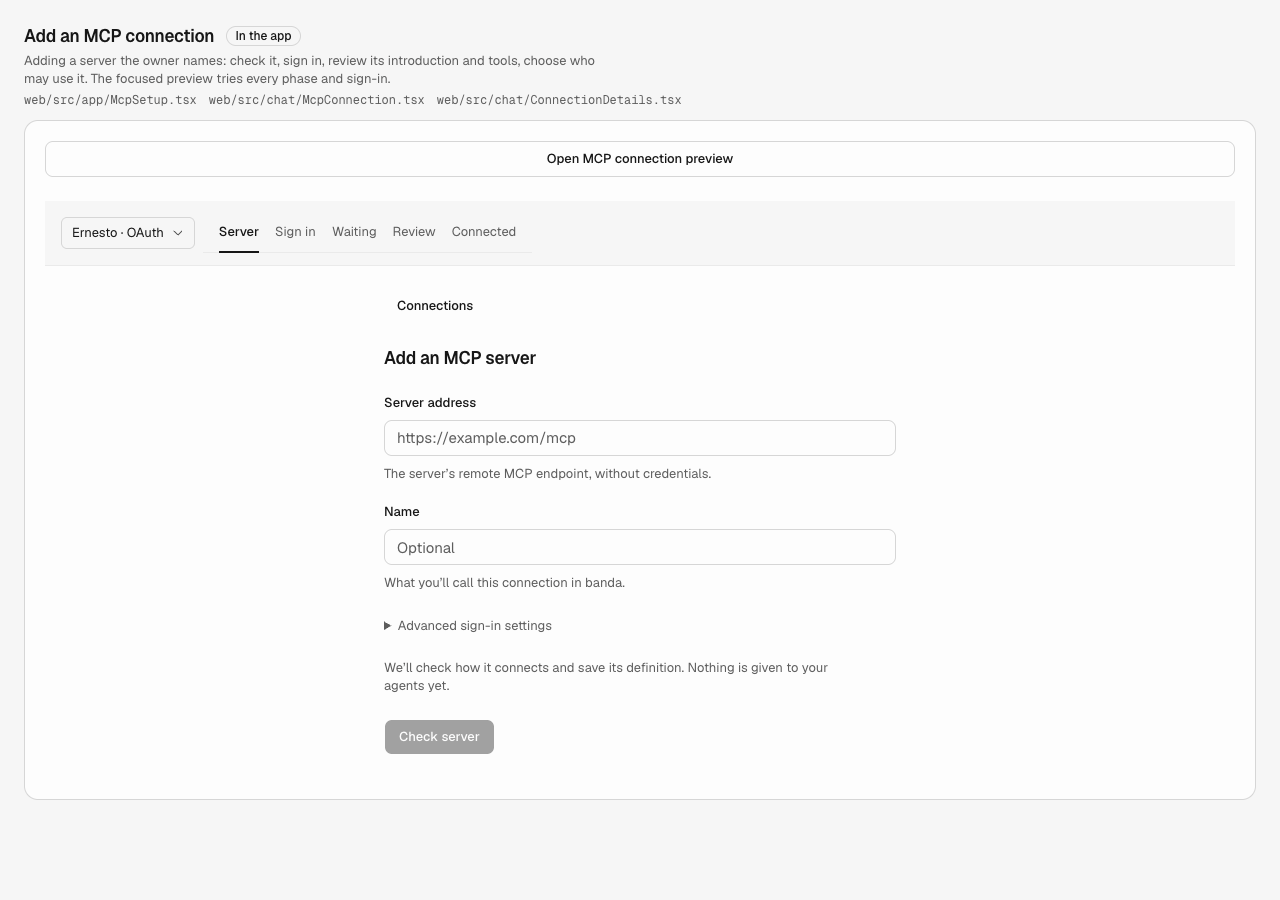 Add an MCP connection In the app
Adding a server the owner names: check it, sign in, review its introduction and tools, choose who
may use it. The focused preview tries every phase and sign-in.
web/src/app/McpSetup.tsx web/src/chat/McpConnection.tsx web/src/chat/ConnectionDetails.tsx
Open MCP connection preview
Ernesto · OAuth Server Sign in Waiting Review Connected
Connections
Add an MCP server
Server address
https://example.com/mcp
The server's remote MCP endpoint, without credentials.
Name
Optional
What you'll call this connection in banda.
Advanced sign-in settings
We'll check how it connects and save its definition. Nothing is given to your
agents yet.
Check server